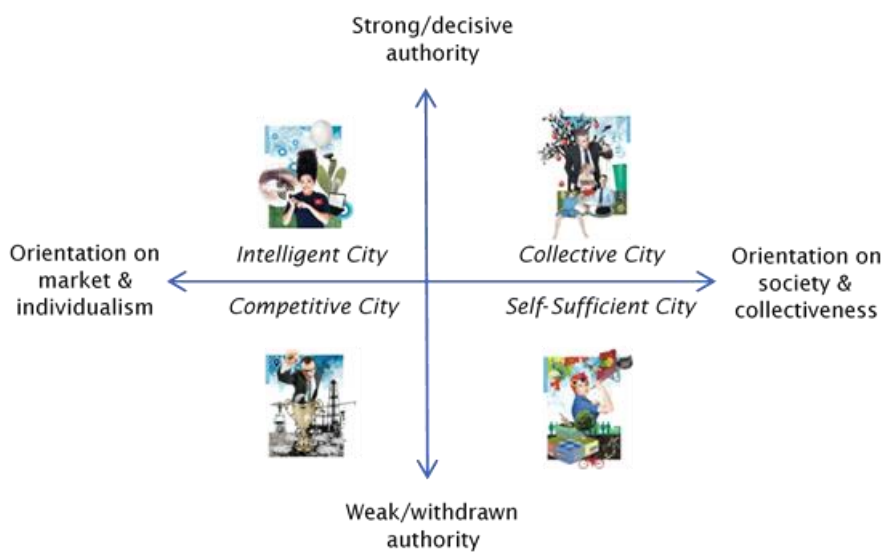 Strong/decisive
authority
Intelligent City
Collective City
Orientation on
market &
individualism
Orientation on
society &
collectiveness
Competitive City
Self-Sufficient City
Weak/withdrawn
authority